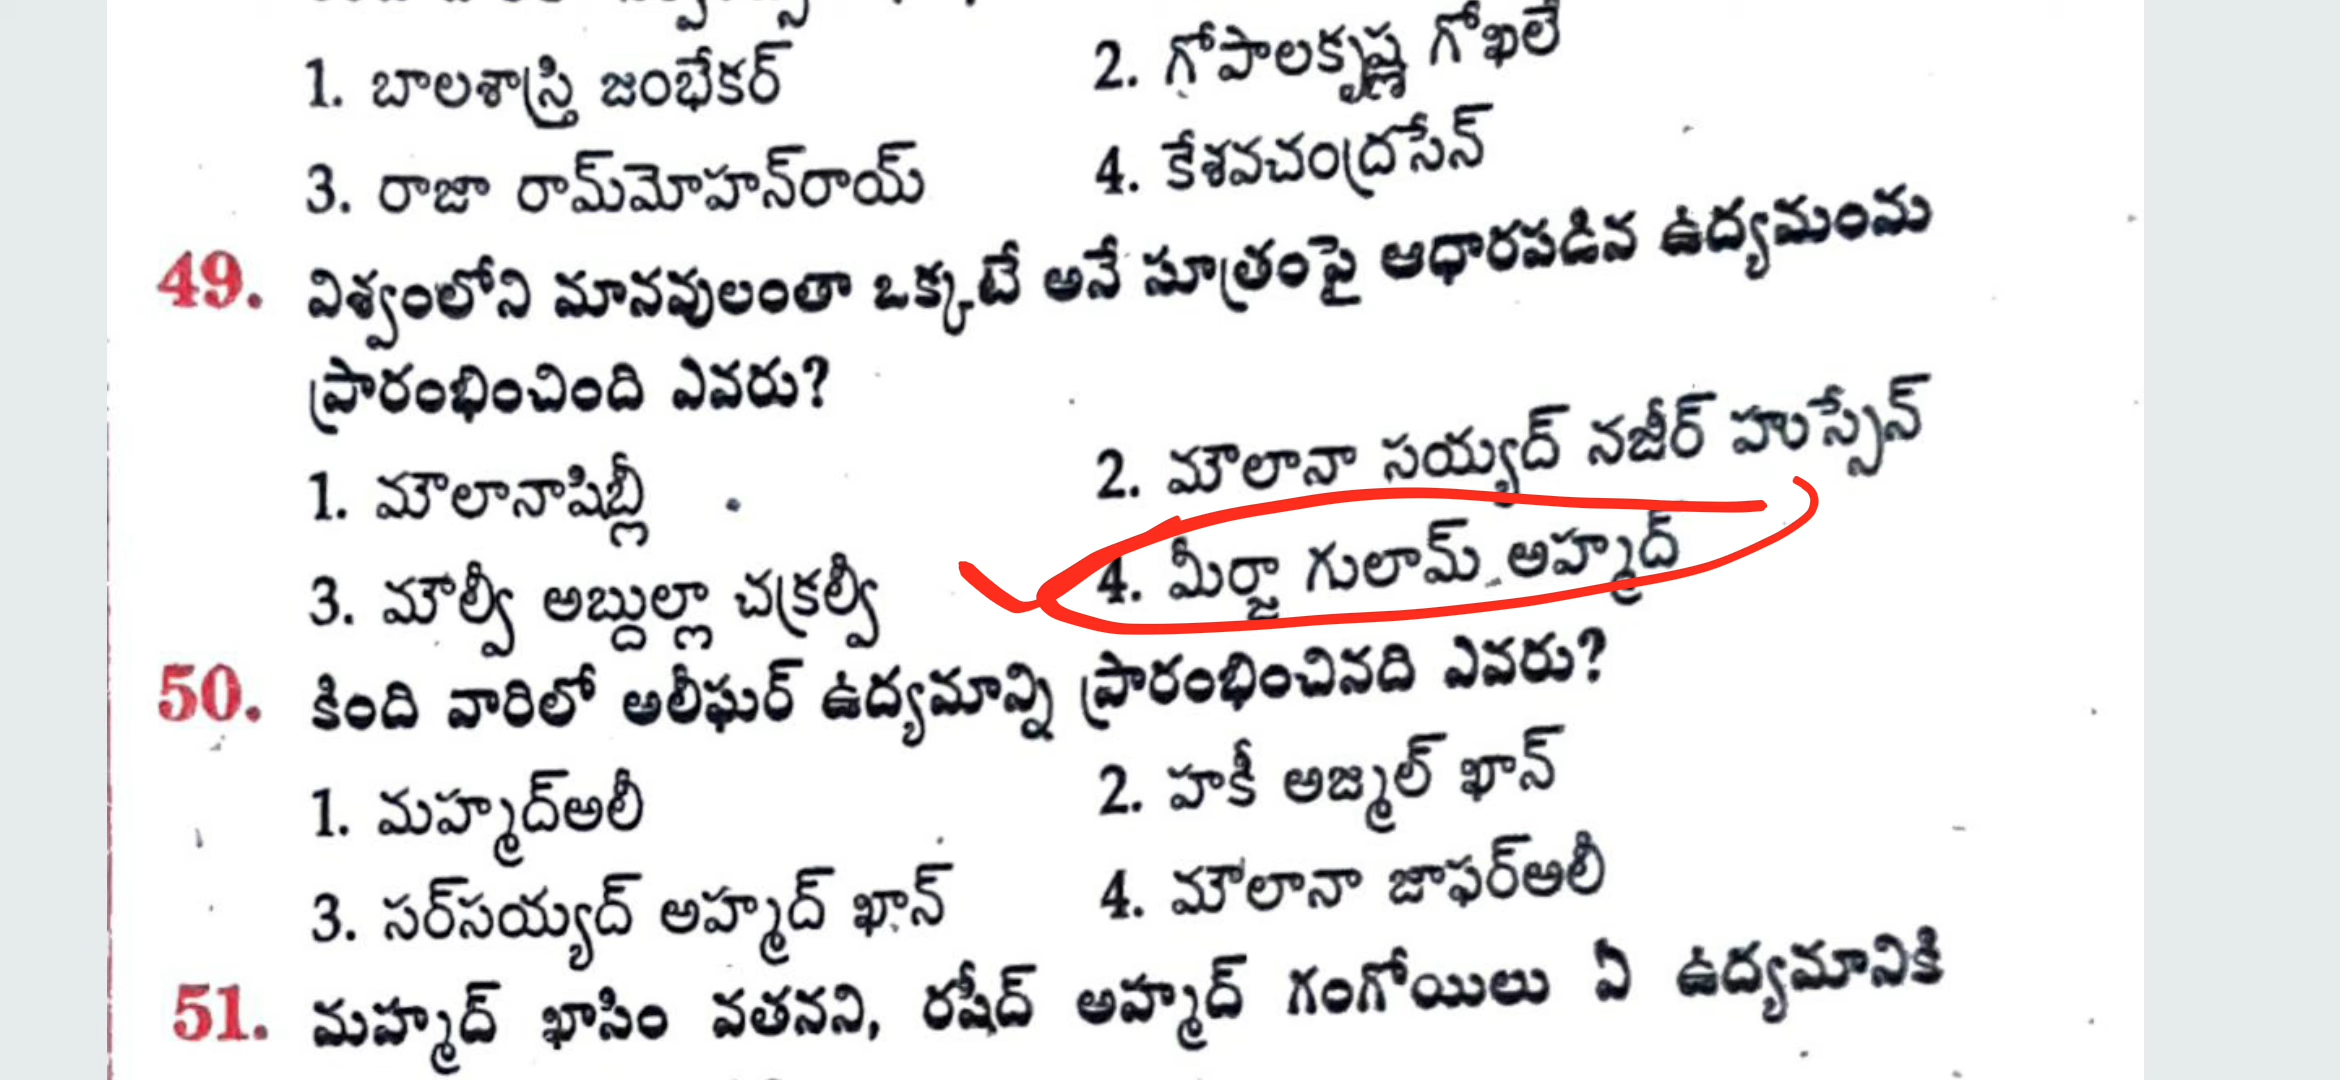 1. బాలశాస్త్రి జంభేకర్ 2. గోపాలకృష్ణ గోఖలే
3. రాజా రామ్‌మోహన్‌రాయ్ 4. కేశవచంద్రసేన్
49. విశ్వంలోని మానవులంతా ఒక్కటే అనే సూత్రంపై ఆధారపడిన ఉద్యమంను
ప్రారంభించింది ఎవరు?
1. మౌలానాషిబ్లీ 2. మౌలానా సయ్యద్ నజీర్ హుస్సేన్
3. మౌల్వీ అబ్దుల్లా చక్రల్వీ 4. మీర్జా గులామ్ అహ్మద్
50. కింది వారిలో అలీఘర్ ఉద్యమాన్ని ప్రారంభించినది ఎవరు?
1. మహ్మద్‌అలీ 2. హకీ అజ్మల్ ఖాన్
3. సర్‌సయ్యద్ అహ్మద్ ఖాన్ 4. మౌలానా జాఫర్‌అలీ
51. మహ్మద్ ఖాసిం వతనని, రషీద్ అహ్మద్ గంగోయిలు ఏ ఉద్యమానికి